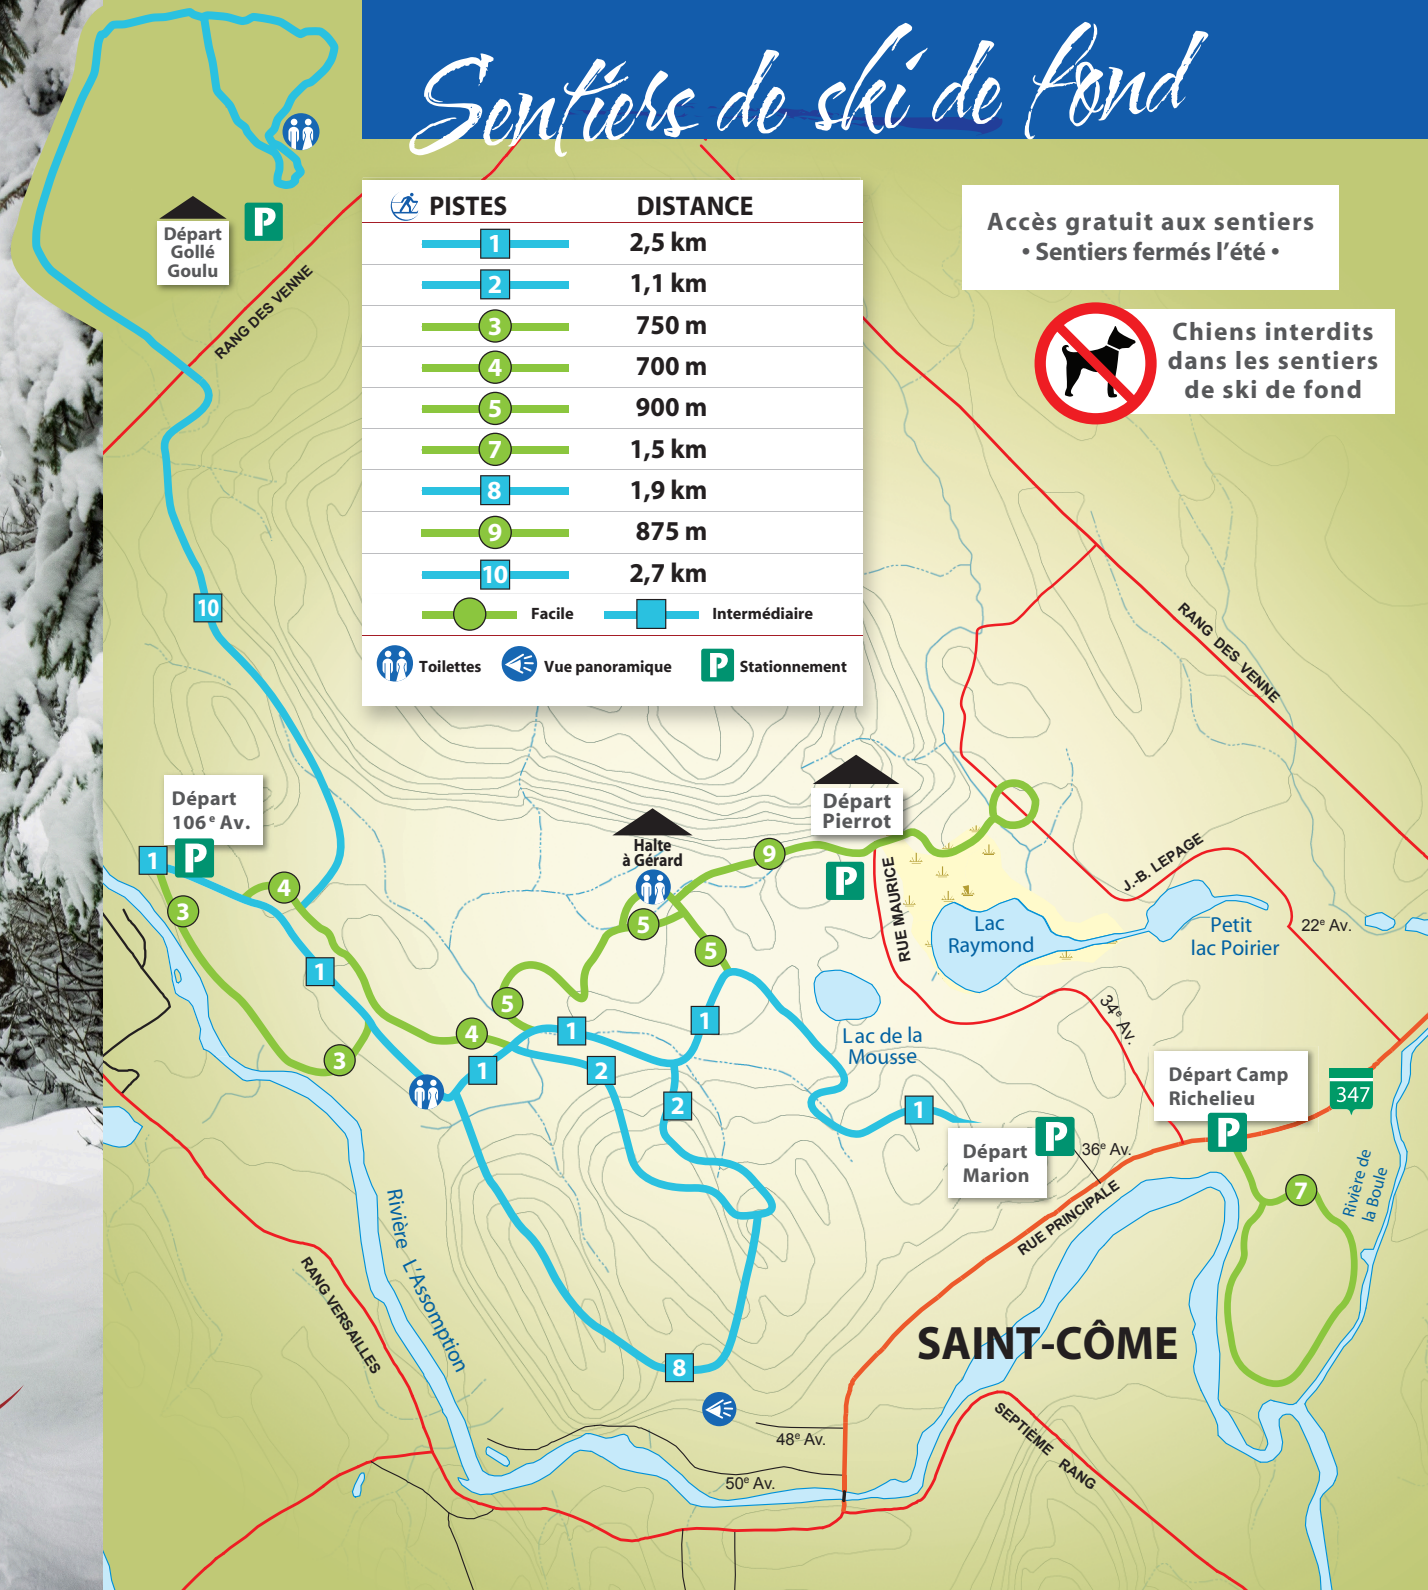 Sentiers de ski de fond
PISTES DISTANCE
1 2,5 km
2 1,1 km
3 750 m
4 700 m
5 900 m
7 1,5 km
8 1,9 km
9 875 m
10 2,7 km
Facile Intermédiaire
Toilettes Vue panoramique P Stationnement
Accès gratuit aux sentiers
• Sentiers fermés l'été •
Chiens interdits
dans les sentiers
de ski de fond
P
Départ
Gollé
Goulu
RANG DES VENNE
10
RANG DES VENNE
Départ
106e Av.
1
P
3
4
1
3
4
5
1
1
2
Halte
à Gérard
5
5
9
Départ
Pierrot
P
RUE MAURICE
J.-B. LEPAGE
Lac
Raymond
Petit
lac Poirier
22e Av.
34e Av.
Lac de la
Mousse
1
2
1
Départ
Marion
P
36e Av.
Départ Camp
Richelieu
P
347
7
Rivière de
la Boule
RUE PRINCIPALE
Rivière L'Assomption
RANG VERSAILLES
8
SAINT-CÔME
SEPTIÈME RANG
48e Av.
50e Av.